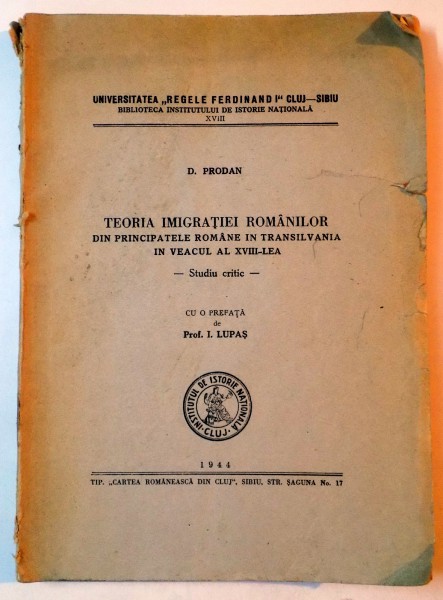 UNIVERSITATEA „REGELE FERDINAND I“ CLUJ—SIBIU
BIBLIOTECA INSTITUTULUI DE ISTORIE NAȚIONALĂ
XVIII
D. PRODAN
TEORIA IMIGRAȚIEI ROMÂNILOR
DIN PRINCIPATELE ROMÂNE IN TRANSILVANIA
IN VEACUL AL XVIII-LEA
— Studiu critic —
CU O PREFAȚĂ
de
Prof. I. LUPAȘ
INSTITUTUL DE ISTORIE NAȚIONALĂ
·CLUJ·
1944
TIP. „CARTEA ROMÂNEASCĂ DIN CLUJ“, SIBIU, STR. ȘAGUNA No. 17